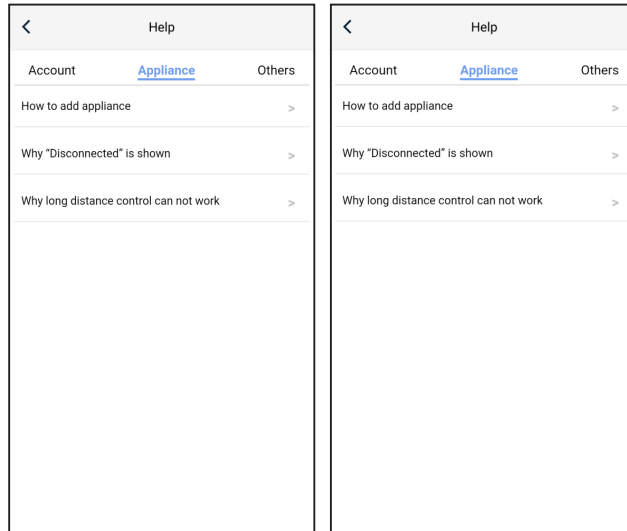 Help
Account Appliance Others
How to add appliance >
Why “Disconnected” is shown >
Why long distance control can not work >
Help
Account Appliance Others
How to add appliance >
Why “Disconnected” is shown >
Why long distance control can not work >